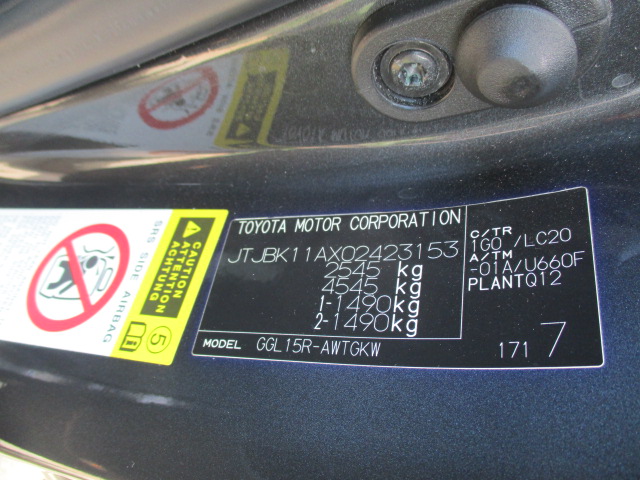 TOYOTA MOTOR CORPORATION
JTJBK11AX02423153
2545 kg
4545 kg
1-1490kg
2-1490kg
C/TR
1G0 /LC20
A/TM
-01A/U660F
PLANTQ12
MODEL GGL15R-AWTGKW
171 7
SRS SIDE AIRBAG
CAUTION
ATTENTION
ACHTUNG
5